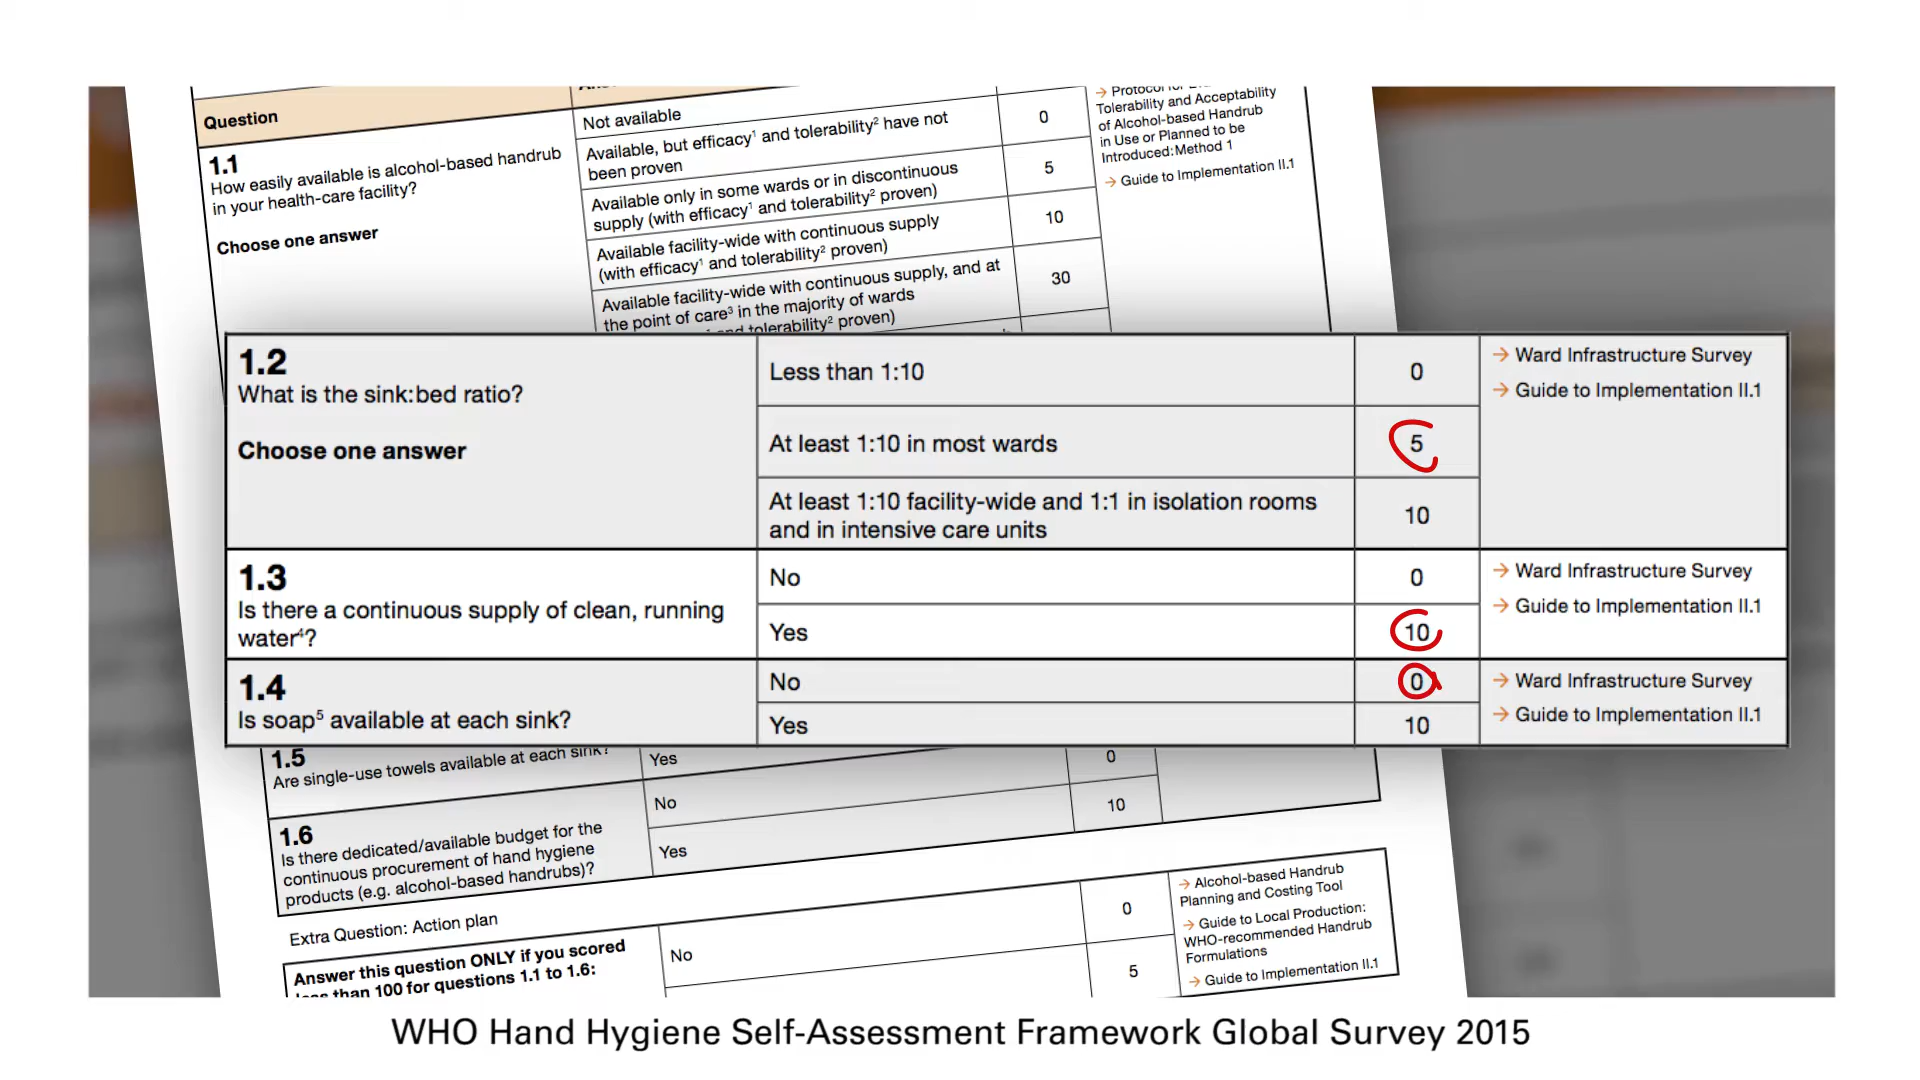 Question
Not available
0
Available, but efficacy¹ and tolerability² have not
been proven
5
Available only in some wards or in discontinuous
supply (with efficacy¹ and tolerability² proven)
10
Available facility-wide with continuous supply
(with efficacy¹ and tolerability² proven)
30
Available facility-wide with continuous supply, and at
the point of care³ in the majority of wards
tolerability² proven)
1.1
How easily available is alcohol-based handrub
in your health-care facility?
Choose one answer
→ Protocol for
Tolerability and Acceptability
of Alcohol-based Handrub
in Use or Planned to be
Introduced: Method 1
→ Guide to Implementation II.1
1.2
What is the sink:bed ratio?
Choose one answer
Less than 1:10
0
At least 1:10 in most wards
5
At least 1:10 facility-wide and 1:1 in isolation rooms
and in intensive care units
10
→ Ward Infrastructure Survey
→ Guide to Implementation II.1
1.3
Is there a continuous supply of clean, running
water⁴?
No
0
Yes
10
→ Ward Infrastructure Survey
→ Guide to Implementation II.1
1.4
Is soap⁵ available at each sink?
No
0
Yes
10
→ Ward Infrastructure Survey
→ Guide to Implementation II.1
1.5
Are single-use towels available at each sink?
Yes
0
1.6
Is there dedicated/available budget for the
continuous procurement of hand hygiene
products (e.g. alcohol-based handrubs)?
No
10
Yes
Extra Question: Action plan
Answer this question ONLY if you scored
less than 100 for questions 1.1 to 1.6:
No
0
5
→ Alcohol-based Handrub
Planning and Costing Tool
→ Guide to Local Production:
WHO-recommended Handrub
Formulations
→ Guide to Implementation II.1
WHO Hand Hygiene Self-Assessment Framework Global Survey 2015